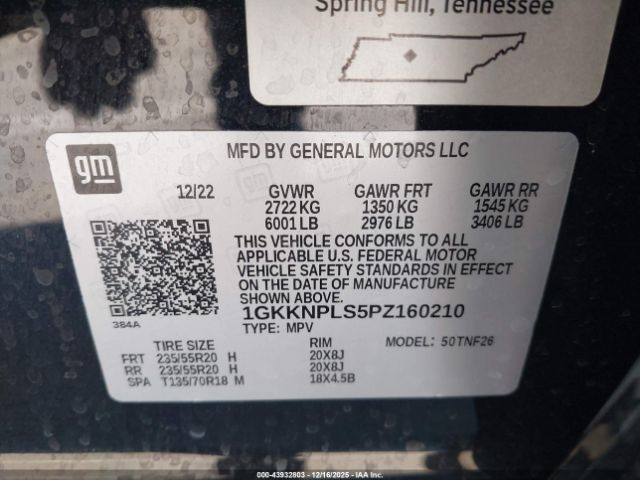 Spring Hill, Tennessee
gm
MFD BY GENERAL MOTORS LLC
12/22 GVWR GAWR FRT GAWR RR
2722 KG 1350 KG 1545 KG
6001 LB 2976 LB 3406 LB
THIS VEHICLE CONFORMS TO ALL
APPLICABLE U.S. FEDERAL MOTOR
VEHICLE SAFETY STANDARDS IN EFFECT
ON THE DATE OF MANUFACTURE
SHOWN ABOVE.
384A
1GKKNPLS5PZ160210
TYPE: MPV
TIRE SIZE RIM MODEL: 50TNF26
FRT 235/55R20 H 20X8J
RR 235/55R20 H 20X8J
SPA T135/70R18 M 18X4.5B
000-43932803 - 12/16/2025 - IAAI.COM